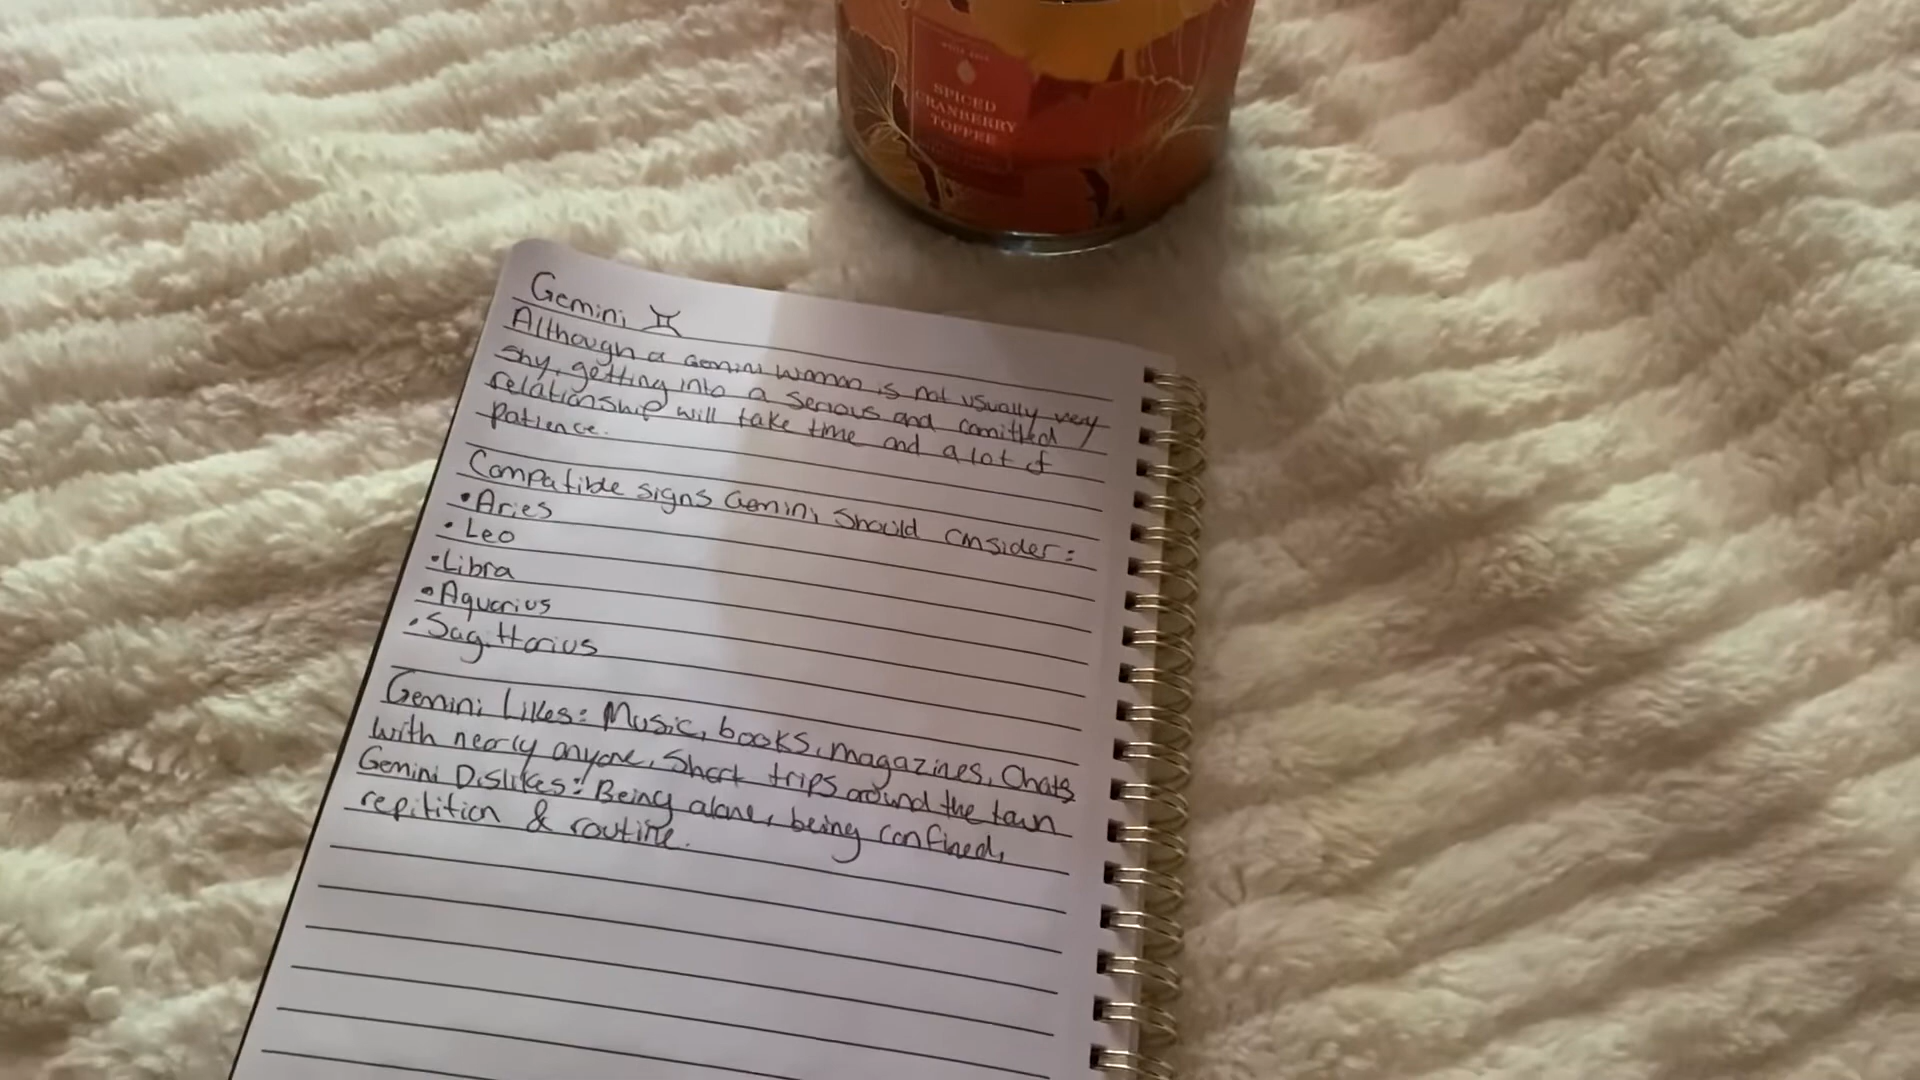 SPICED
CRANBERRY
TOFFEE
Gemini ♊
Although a Gemini woman is not usually very
shy, getting into a serious and comitted
relationship will take time and a lot of
patience.
Compatible signs Gemini should consider:
•Aries
•Leo
•Libra
•Aquarius
•Sagittarius
Gemini Likes: Music, books, magazines, Chats
with nearly anyone, Short trips around the town
Gemini Dislikes: Being alone, being confined,
repitition & routine.